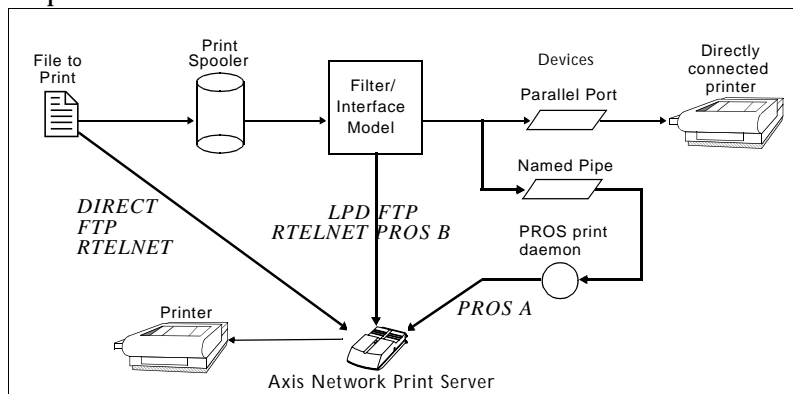 File to
Print
Print
Spooler
Filter/
Interface
Model
Devices
Parallel Port
Directly
connected
printer
Named Pipe
DIRECT
FTP
RTELNET
LPD FTP
RTELNET PROS B
PROS print
daemon
PROS A
Printer
Axis Network Print Server